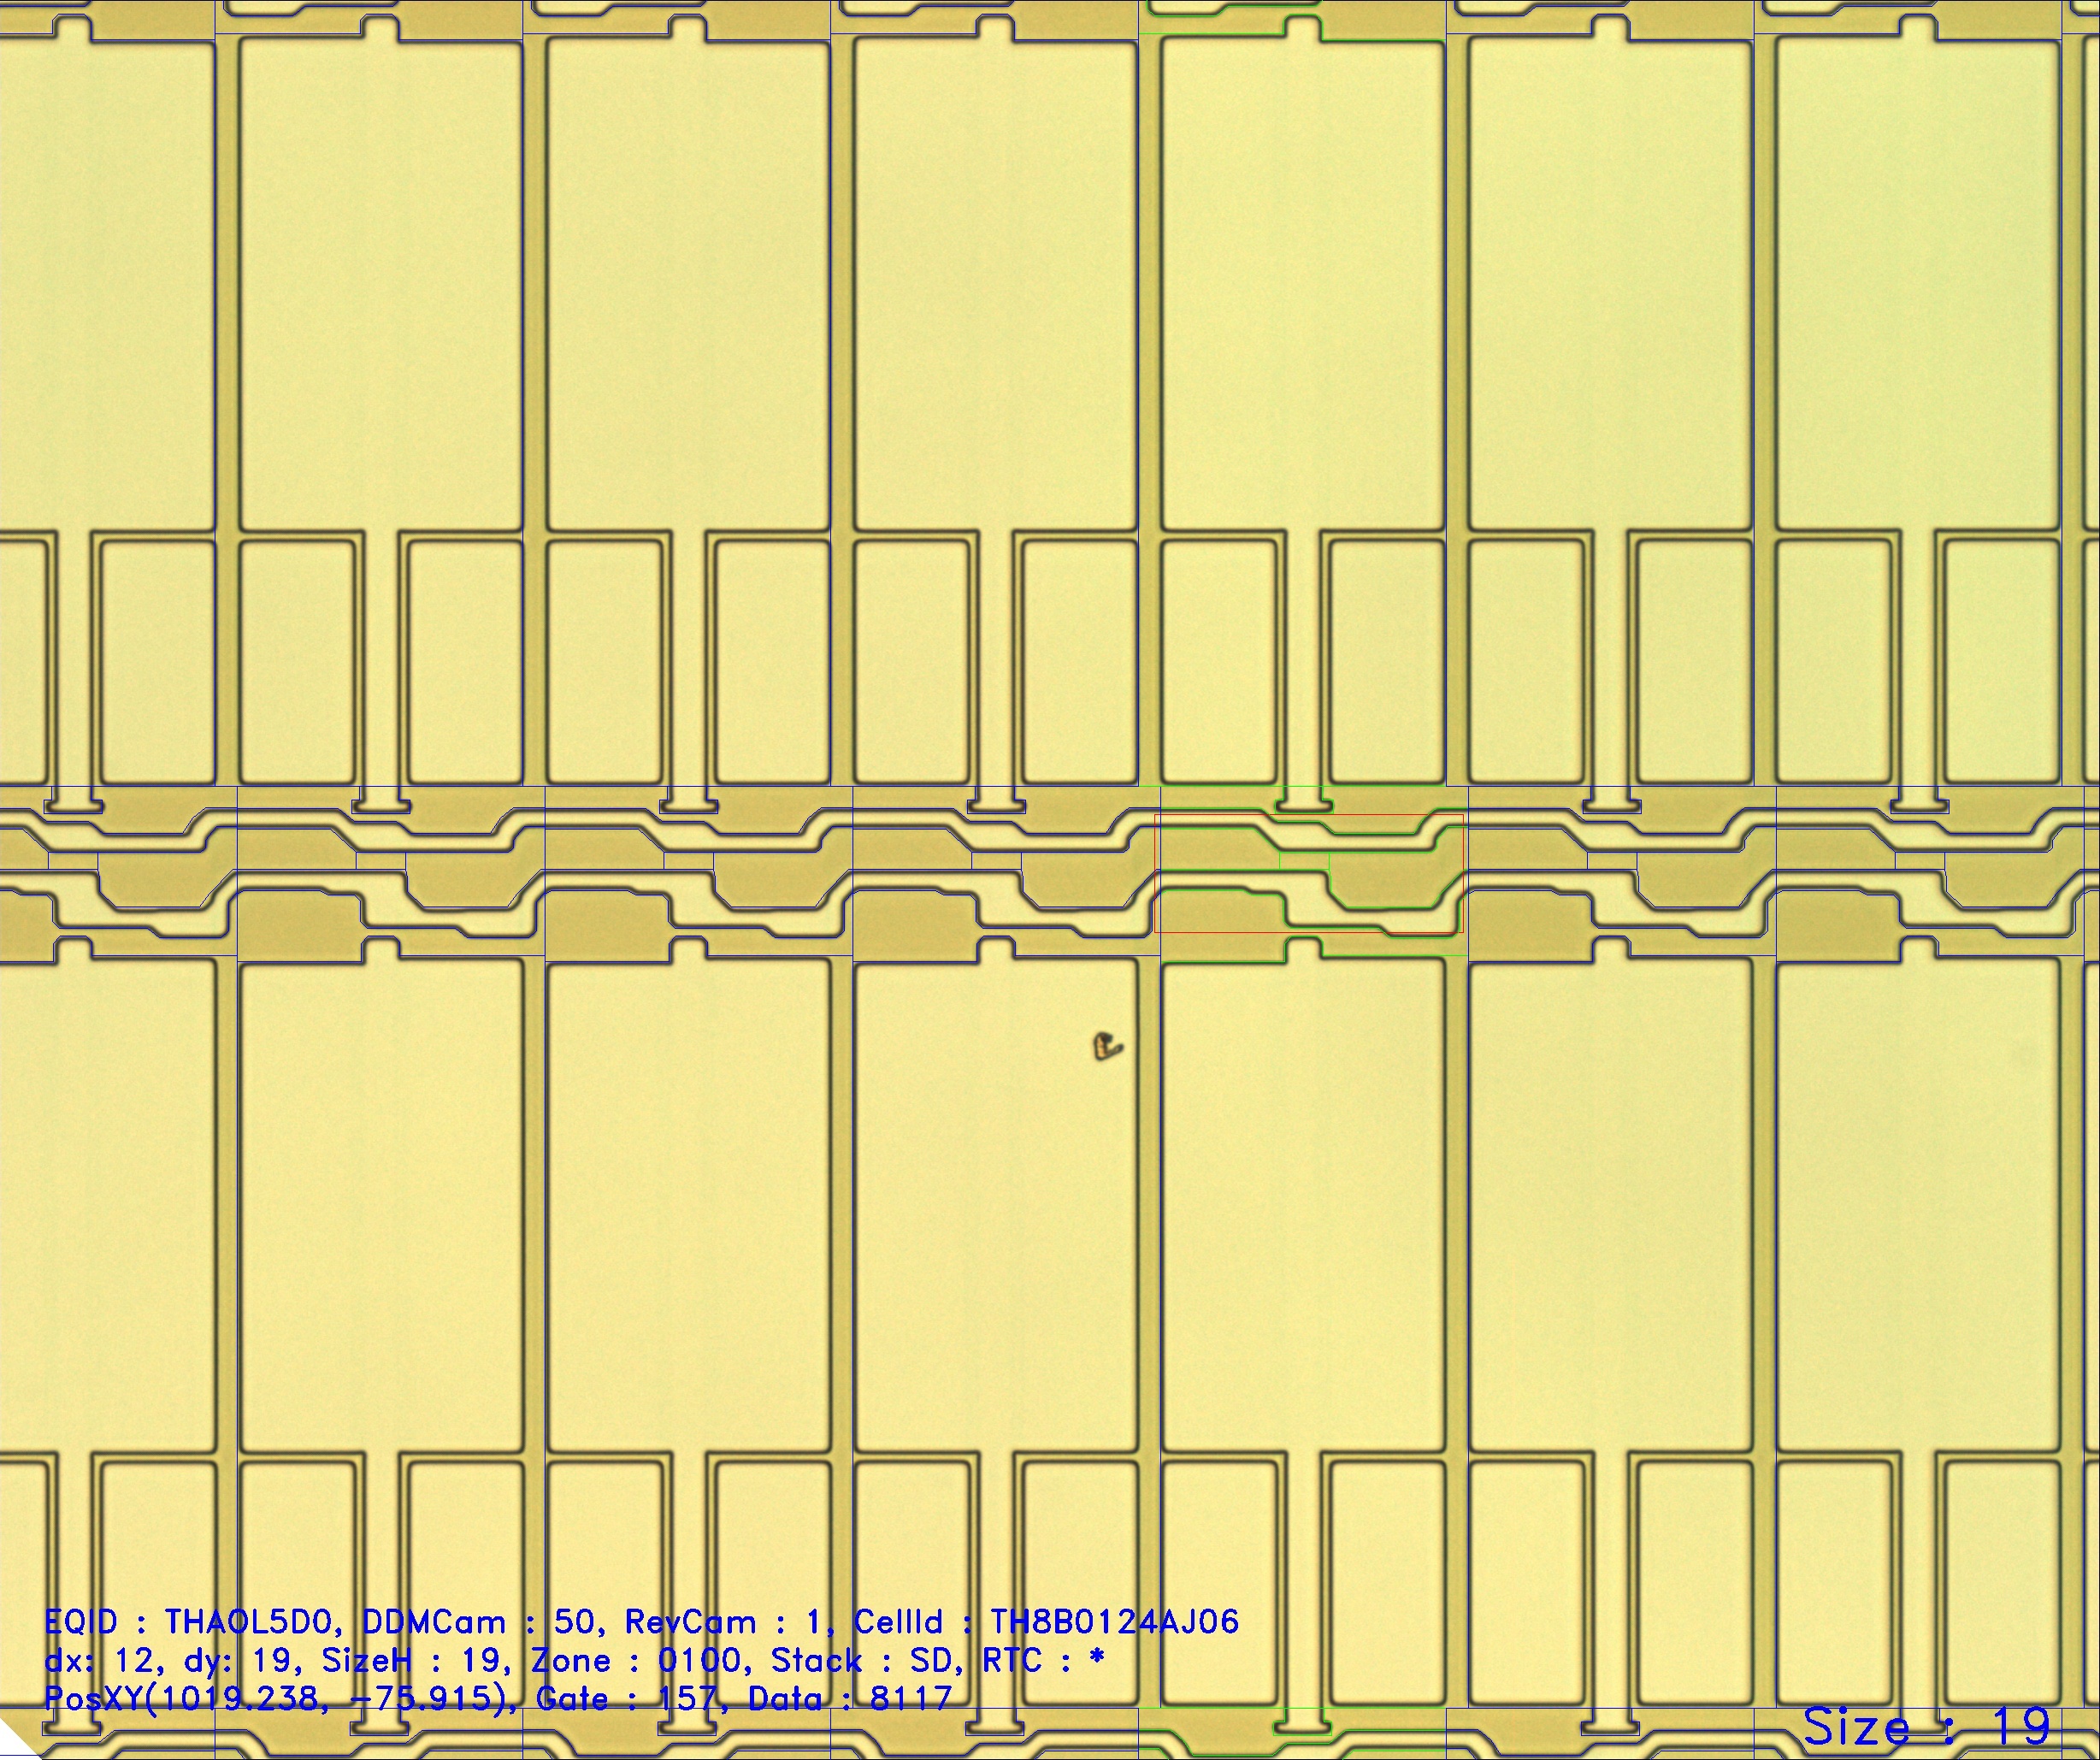 EQID : THA0L5D0, DDMCam : 50, RevCam : 1, CellId : TH8B0124AJ06
dx: 12, dy: 19, SizeH : 19, Zone : 0100, Stack : SD, RTC : *
PosXY(1019.238, -75.915), Gate : 157, Data : 8117
Size : 19